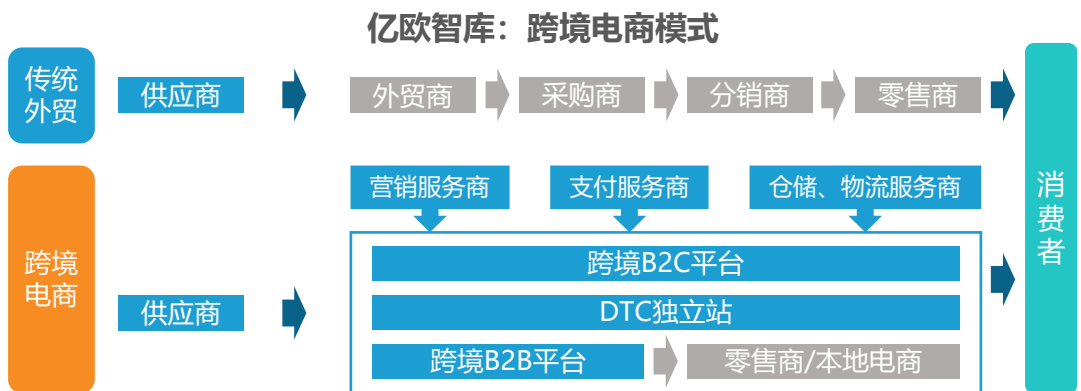 亿欧智库：跨境电商模式
传统
外贸
供应商
外贸商
采购商
分销商
零售商
消
费
者
营销服务商
支付服务商
仓储、物流服务商
跨境
电商
供应商
跨境B2C平台
DTC独立站
跨境B2B平台
零售商/本地电商